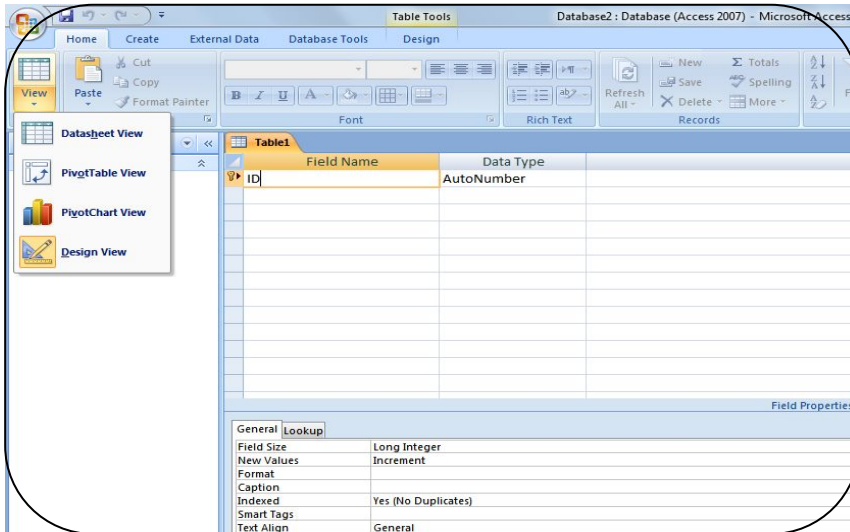 Table Tools
Database2 : Database (Access 2007) - Microsoft Access
Home Create External Data Database Tools Design
View
Paste
Cut
Copy
Format Painter
B I U A
ab
Font
Rich Text
Refresh All
New
Save
Delete
Σ Totals
Spelling
More
Records
Datasheet View
PivotTable View
PivotChart View
Design View
Table1
Field Name Data Type
ID AutoNumber
Field Properties
General Lookup
Field Size Long Integer
New Values Increment
Format
Caption
Indexed Yes (No Duplicates)
Smart Tags
Text Align General